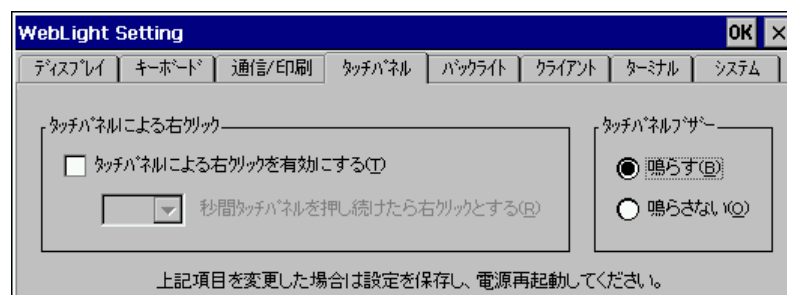 WebLight Setting OK ×
ﾃﾞｨｽﾌﾟﾚｲ ｷｰﾎﾞｰﾄﾞ 通信/印刷 ﾀｯﾁﾊﾟﾈﾙ ﾊﾞｯｸﾗｲﾄ ｸﾗｲｱﾝﾄ ﾀｰﾐﾅﾙ ｼｽﾃﾑ
ﾀｯﾁﾊﾟﾈﾙによる右ｸﾘｯｸ
ﾀｯﾁﾊﾟﾈﾙによる右ｸﾘｯｸを有効にする(T)
秒間ﾀｯﾁﾊﾟﾈﾙを押し続けたら右ｸﾘｯｸとする(R)
ﾀｯﾁﾊﾟﾈﾙﾌﾞｻﾞｰ
鳴らす(B)
鳴らさない(O)
上記項目を変更した場合は設定を保存し、電源再起動してください。